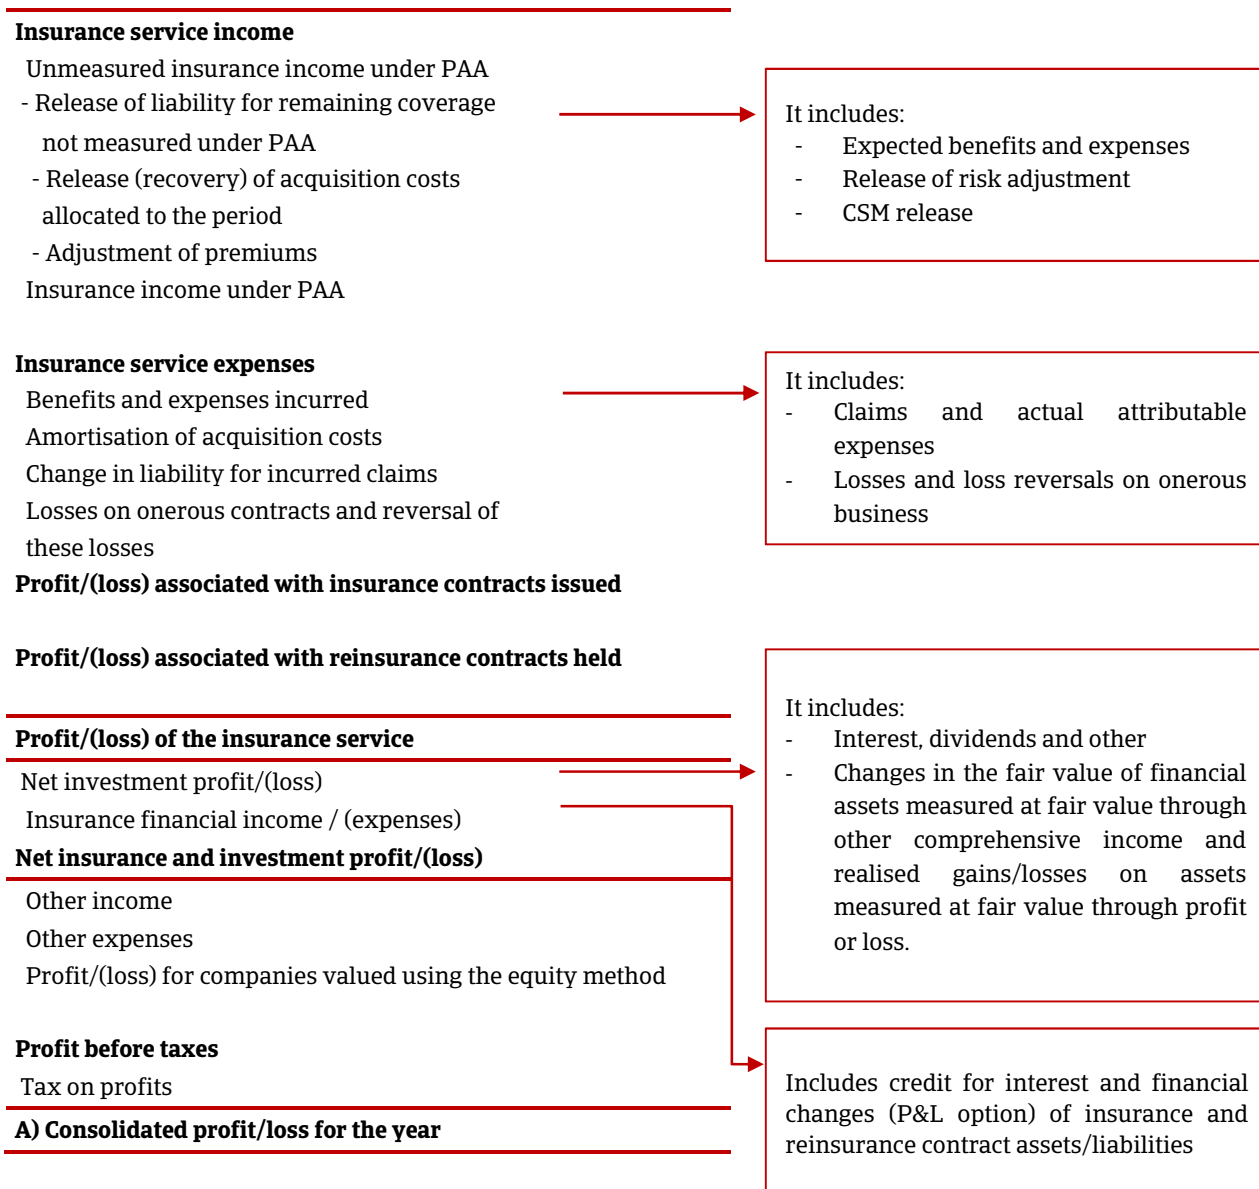 Insurance service income
Unmeasured insurance income under PAA
- Release of liability for remaining coverage
not measured under PAA
- Release (recovery) of acquisition costs
allocated to the period
- Adjustment of premiums
Insurance income under PAA
It includes:
- Expected benefits and expenses
- Release of risk adjustment
- CSM release
Insurance service expenses
Benefits and expenses incurred
Amortisation of acquisition costs
Change in liability for incurred claims
Losses on onerous contracts and reversal of
these losses
It includes:
- Claims and actual attributable
expenses
- Losses and loss reversals on onerous
business
Profit/(loss) associated with insurance contracts issued
Profit/(loss) associated with reinsurance contracts held
Profit/(loss) of the insurance service
Net investment profit/(loss)
Insurance financial income / (expenses)
Net insurance and investment profit/(loss)
Other income
Other expenses
Profit/(loss) for companies valued using the equity method
It includes:
- Interest, dividends and other
- Changes in the fair value of financial
assets measured at fair value through
other comprehensive income and
realised gains/losses on assets
measured at fair value through profit
or loss.
Profit before taxes
Tax on profits
A) Consolidated profit/loss for the year
Includes credit for interest and financial
changes (P&L option) of insurance and
reinsurance contract assets/liabilities